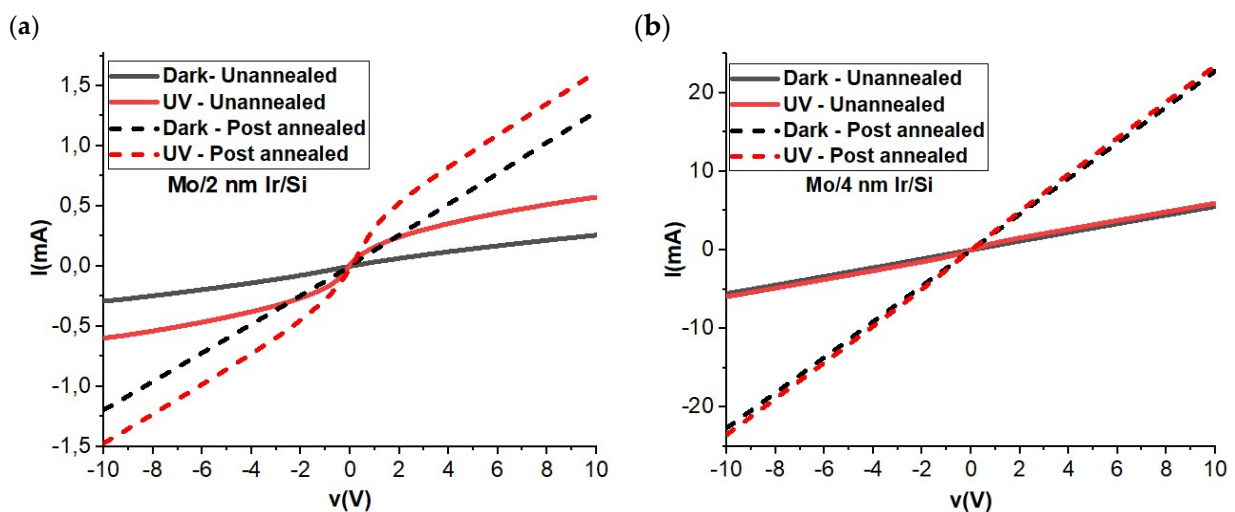 (a)
I(mA)
1,5
1,0
0,5
0,0
-0,5
-1,0
-1,5
Dark- Unannealed
UV - Unannealed
Dark - Post annealed
UV - Post annealed
Mo/2 nm Ir/Si
-10 -8 -6 -4 -2 0 2 4 6 8 10
v(V)
(b)
I(mA)
20
10
0
-10
-20
Dark - Unannealed
UV - Unannealed
Dark - Post annealed
UV - Post annealed
Mo/4 nm Ir/Si
-10 -8 -6 -4 -2 0 2 4 6 8 10
v(V)